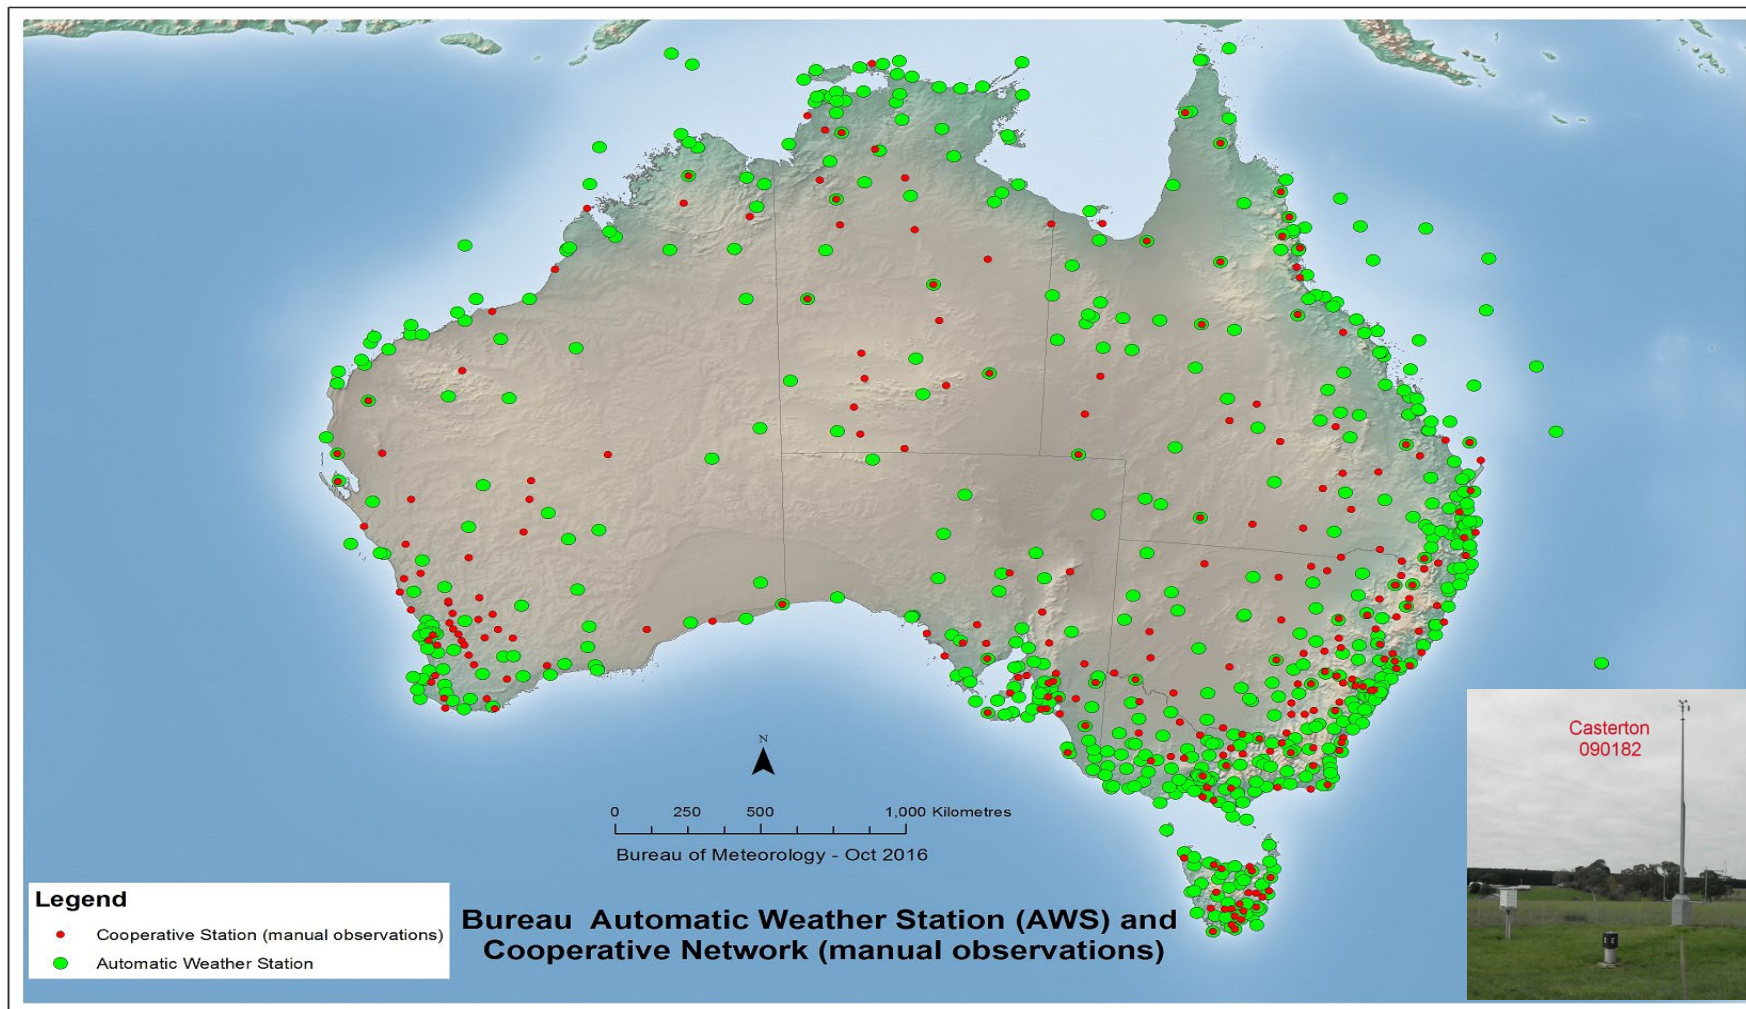 Casterton
090182
N
0 250 500 1,000 Kilometres
Bureau of Meteorology - Oct 2016
Legend
Cooperative Station (manual observations)
Automatic Weather Station
Bureau Automatic Weather Station (AWS) and
Cooperative Network (manual observations)